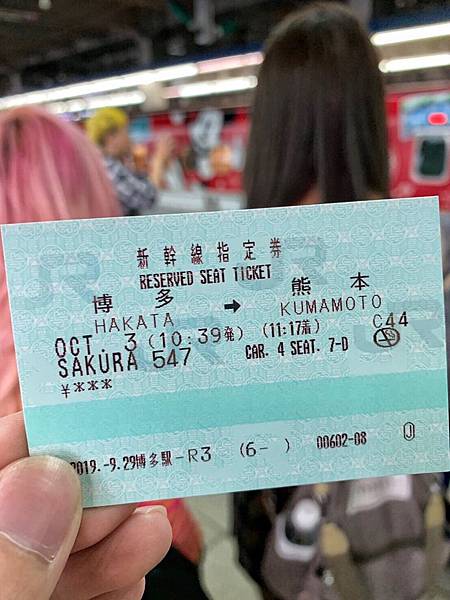 新幹線指定券
RESERVED SEAT TICKET
博多 → 熊本
HAKATA KUMAMOTO
OCT. 3 (10:39発) (11:17着) C44
SAKURA 547 CAR. 4 SEAT. 7-D
¥***
2019.-9.29博多駅-R3 (6- ) 00602-08